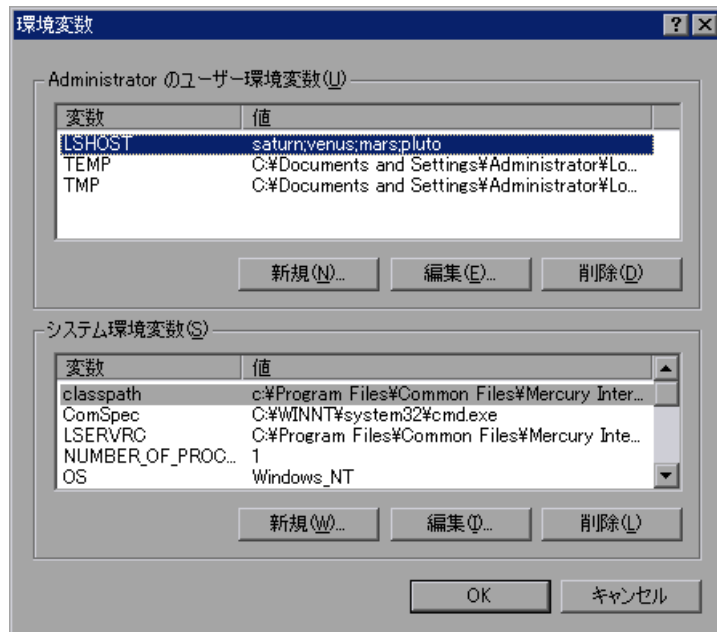 環境変数
Administrator のユーザー環境変数(U)
変数 値
LSHOST saturn;venus;mars;pluto
TEMP C:¥Documents and Settings¥Administrator¥Lo...
TMP C:¥Documents and Settings¥Administrator¥Lo...
新規(N)... 編集(E)... 削除(D)
システム環境変数(S)
変数 値
classpath c:¥Program Files¥Common Files¥Mercury Inter...
ComSpec C:¥WINNT¥system32¥cmd.exe
LSERVRC C:¥Program Files¥Common Files¥Mercury Inte...
NUMBER_OF_PROC... 1
OS Windows_NT
新規(W)... 編集(I)... 削除(L)
OK キャンセル